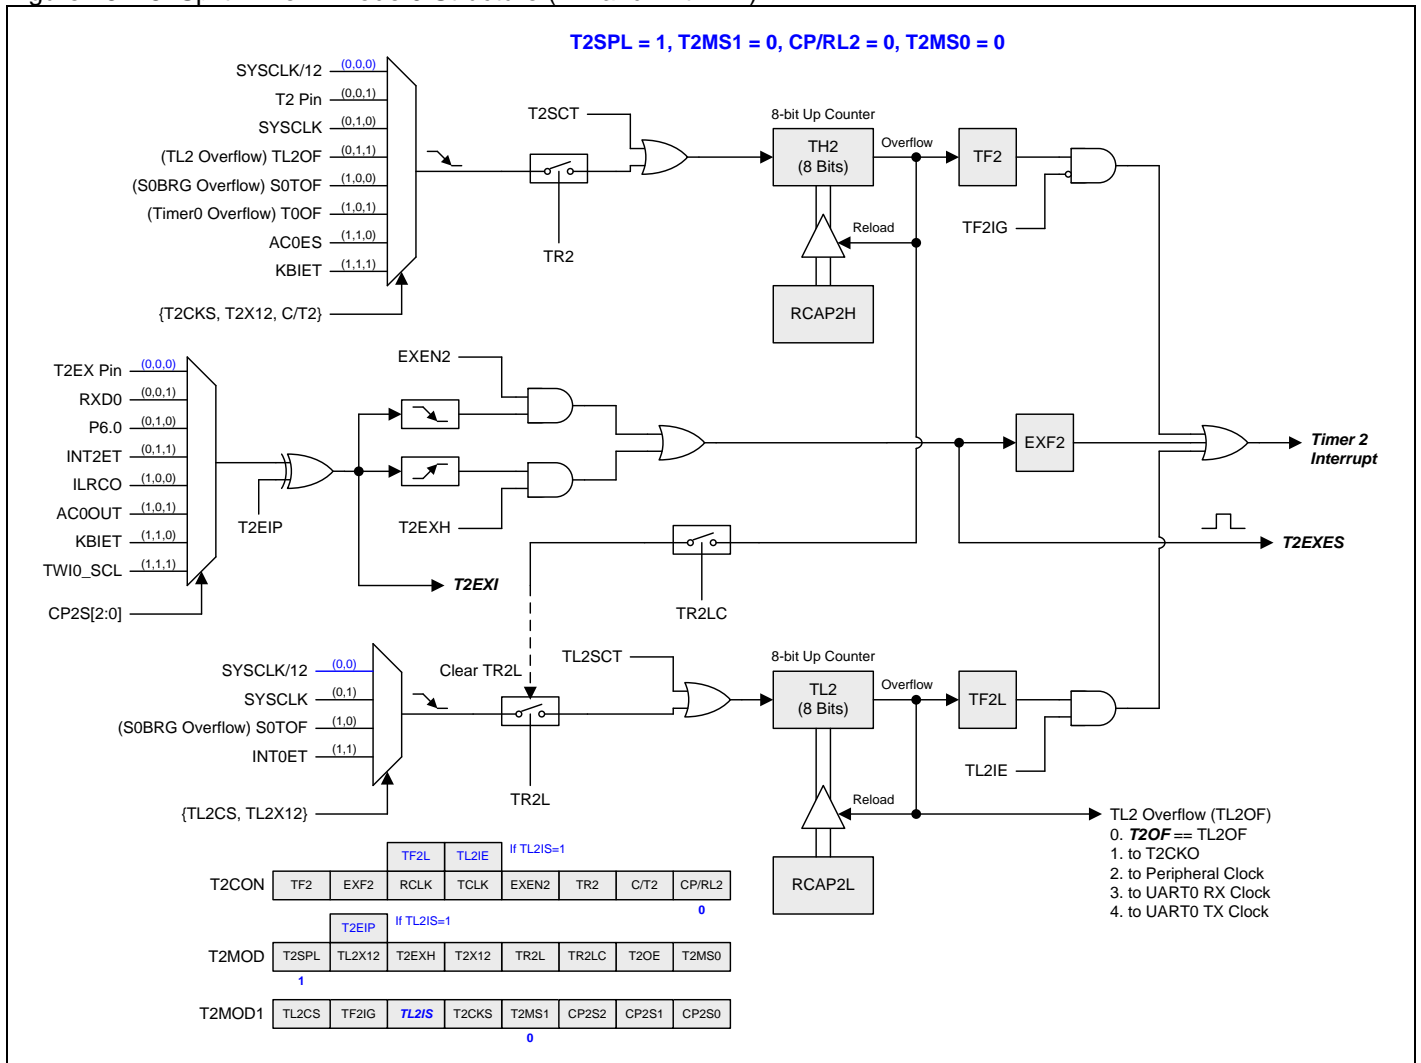 T2SPL = 1, T2MS1 = 0, CP/RL2 = 0, T2MS0 = 0
SYSCLK/12 (0,0,0)
T2 Pin (0,0,1)
SYSCLK (0,1,0)
(TL2 Overflow) TL2OF (0,1,1)
(S0BRG Overflow) S0TOF (1,0,0)
(Timer0 Overflow) T0OF (1,0,1)
AC0ES (1,1,0)
KBIET (1,1,1)
{T2CKS, T2X12, C/T2}
T2SCT
TR2
8-bit Up Counter
TH2
(8 Bits)
Overflow
TF2
TF2IG
Reload
RCAP2H
T2EX Pin (0,0,0)
RXD0 (0,0,1)
P6.0 (0,1,0)
INT2ET (0,1,1)
ILRCO (1,0,0)
AC0OUT (1,0,1)
KBIET (1,1,0)
TWI0_SCL (1,1,1)
CP2S[2:0]
T2EIP
EXEN2
T2EXH
T2EXI
EXF2
Timer 2
Interrupt
T2EXES
TR2LC
SYSCLK/12 (0,0)
SYSCLK (0,1)
(S0BRG Overflow) S0TOF (1,0)
INT0ET (1,1)
{TL2CS, TL2X12}
Clear TR2L
TR2L
TL2SCT
8-bit Up Counter
TL2
(8 Bits)
Overflow
TF2L
TL2IE
Reload
RCAP2L
TL2 Overflow (TL2OF)
0. T2OF == TL2OF
1. to T2CKO
2. to Peripheral Clock
3. to UART0 RX Clock
4. to UART0 TX Clock
TF2L TL2IE If TL2IS=1
T2CON TF2 EXF2 RCLK TCLK EXEN2 TR2 C/T2 CP/RL2
0
T2EIP If TL2IS=1
T2MOD T2SPL TL2X12 T2EXH T2X12 TR2L TR2LC T2OE T2MS0
1
T2MOD1 TL2CS TF2IG TL2IS T2CKS T2MS1 CP2S2 CP2S1 CP2S0
0